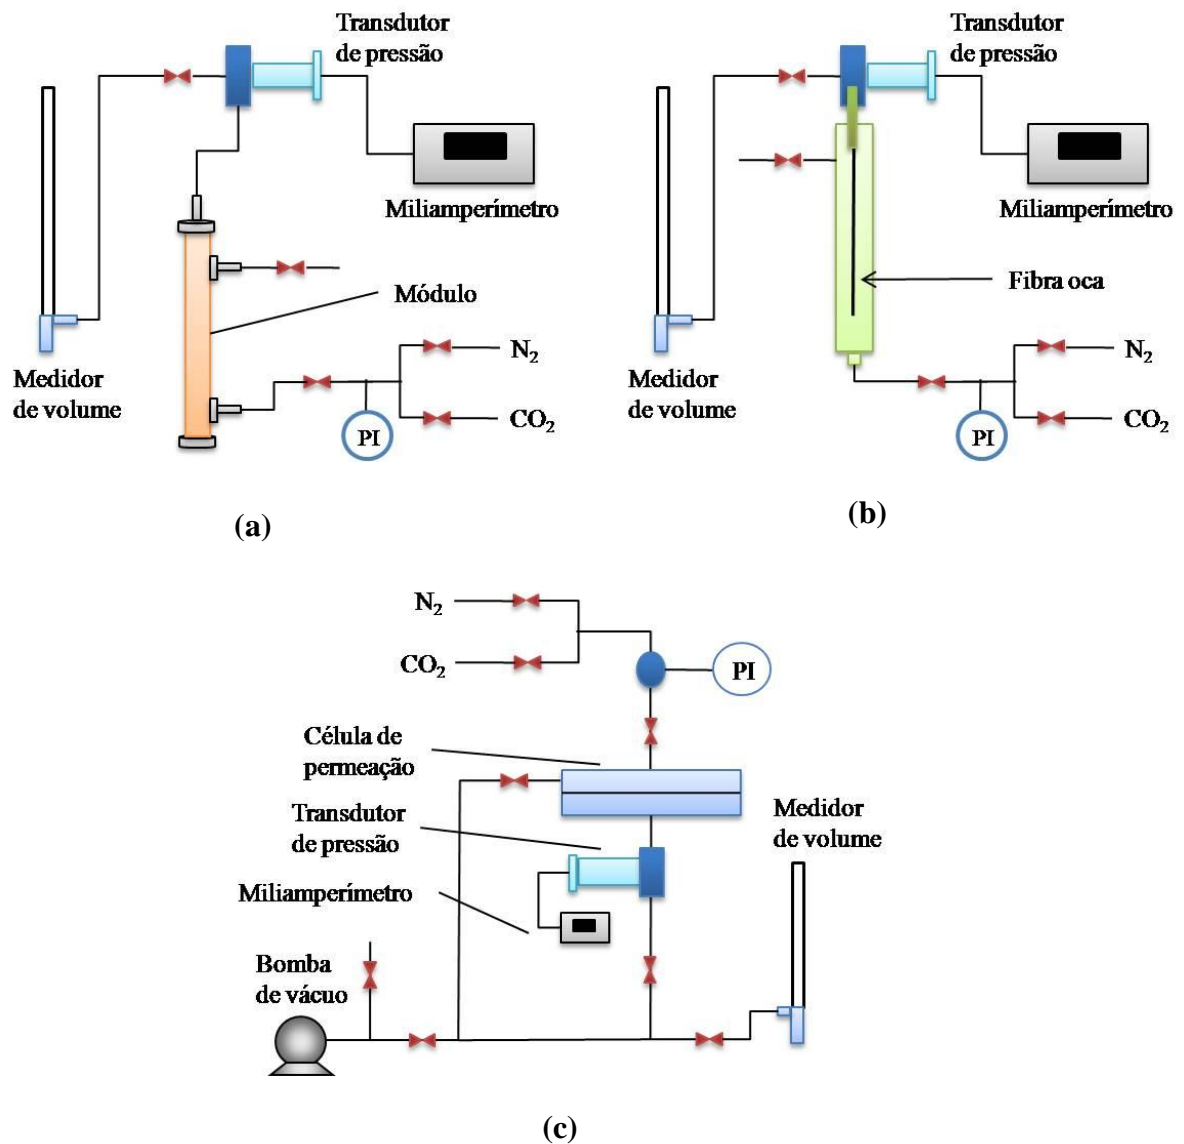 Transdutor
de pressão
Miliamperímetro
Módulo
N₂
Medidor
de volume
PI
CO₂
(a)
Transdutor
de pressão
Miliamperímetro
Fibra oca
N₂
Medidor
de volume
PI
CO₂
(b)
N₂
CO₂
PI
Célula de
permeação
Transdutor
de pressão
Medidor
de volume
Miliamperímetro
Bomba
de vácuo
(c)